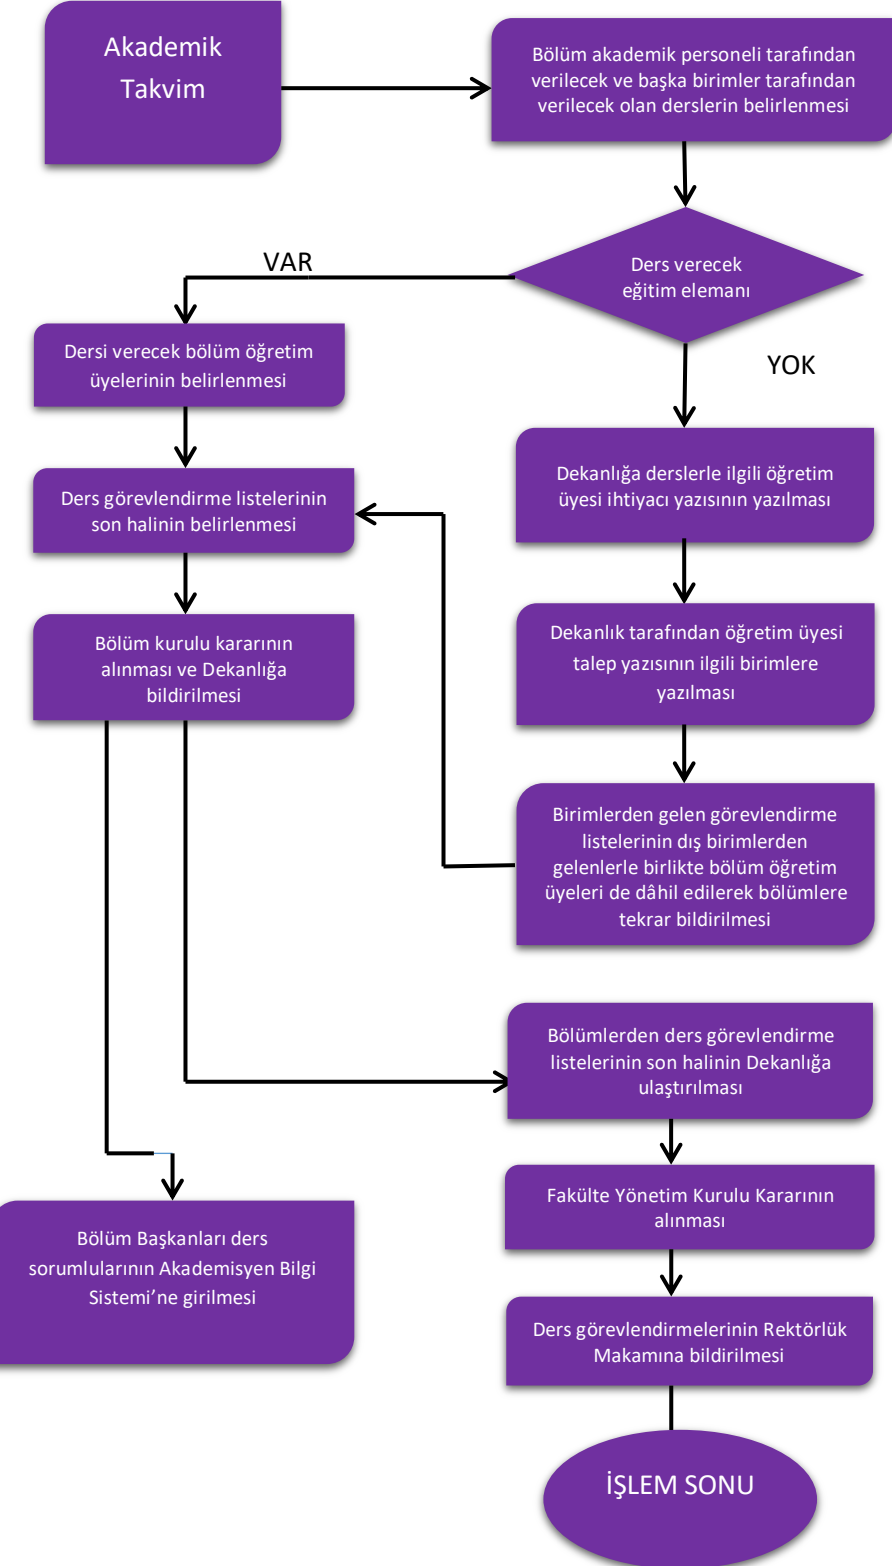 Akademik
Takvim
Bölüm akademik personeli tarafından
verilecek ve başka birimler tarafından
verilecek olan derslerin belirlenmesi
Ders verecek
eğitim elemanı
VAR
YOK
Dersi verecek bölüm öğretim
üyelerinin belirlenmesi
Ders görevlendirme listelerinin
son halinin belirlenmesi
Bölüm kurulu kararının
alınması ve Dekanlığa
bildirilmesi
Dekanlığa derslerle ilgili öğretim
üyesi ihtiyacı yazısının yazılması
Dekanlık tarafından öğretim üyesi
talep yazısının ilgili birimlere
yazılması
Birimlerden gelen görevlendirme
listelerinin dış birimlerden
gelenlerle birlikte bölüm öğretim
üyeleri de dâhil edilerek bölümlere
tekrar bildirilmesi
Bölümlerden ders görevlendirme
listelerinin son halinin Dekanlığa
ulaştırılması
Fakülte Yönetim Kurulu Kararının
alınması
Bölüm Başkanları ders
sorumlularının Akademisyen Bilgi
Sistemi’ne girilmesi
Ders görevlendirmelerinin Rektörlük
Makamına bildirilmesi
İŞLEM SONU